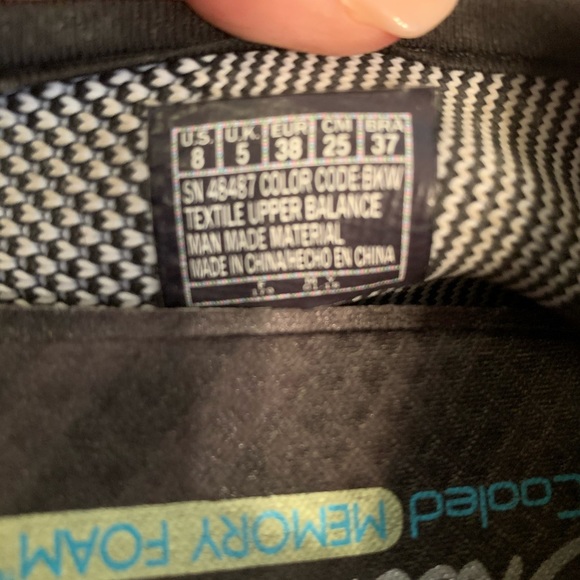 U.S. U.K. EUR CM BRA
8 5 38 25 37
SN 48487 COLOR CODE:BKW
TEXTILE UPPER BALANCE
MAN MADE MATERIAL
MADE IN CHINA/HECHO EN CHINA
Cooled MEMORY FOAM